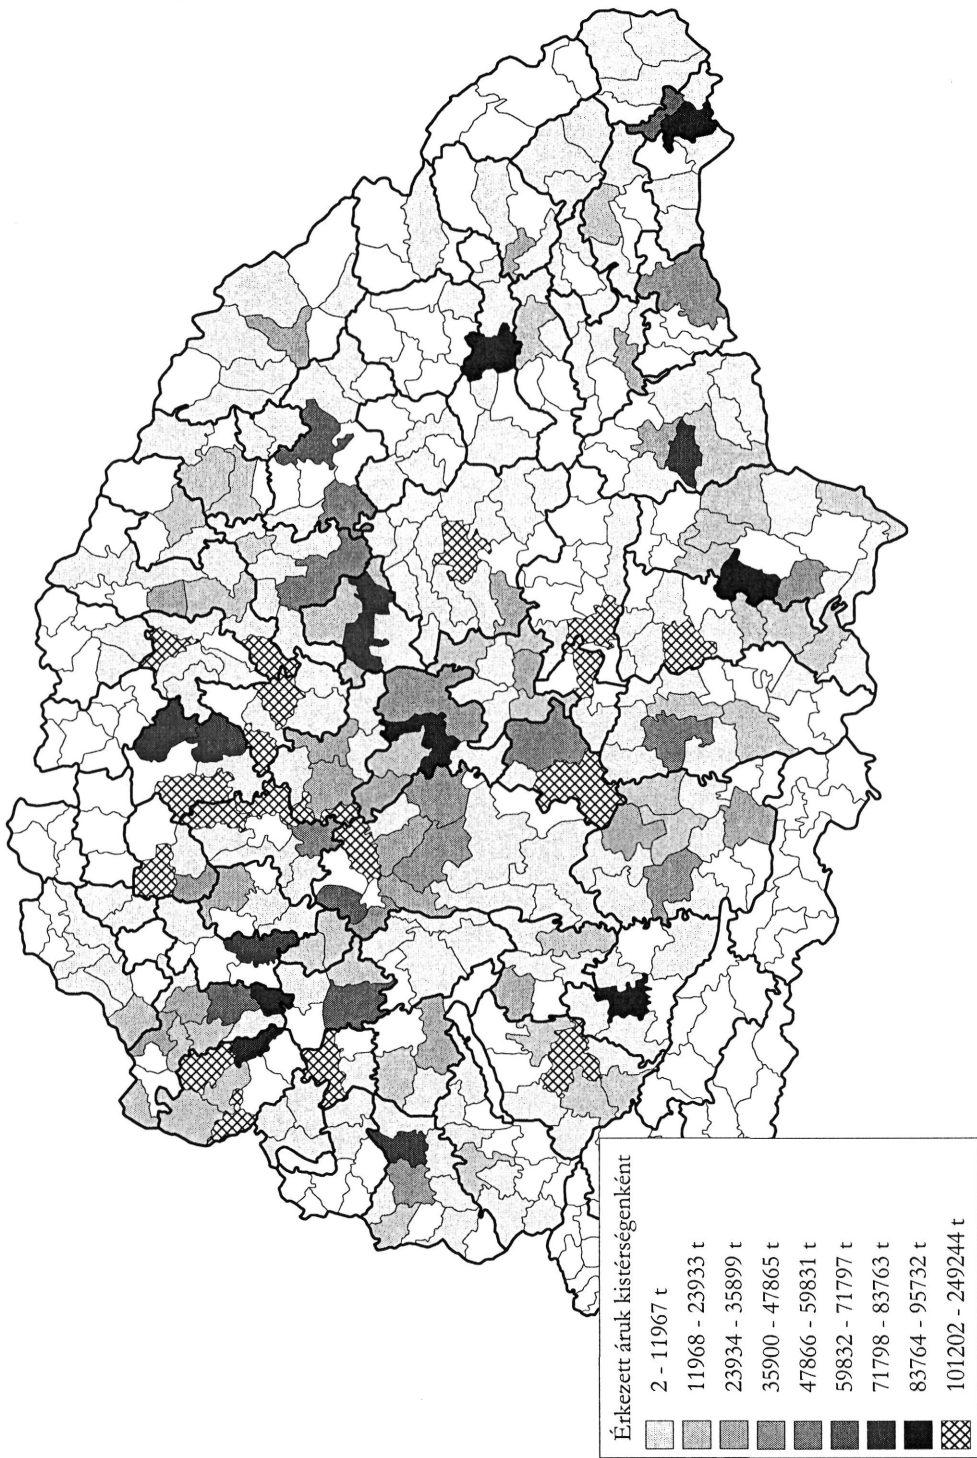 Érkezett áruk kistérségenként
2 - 11967 t
11968 - 23933 t
23934 - 35899 t
35900 - 47865 t
47866 - 59831 t
59832 - 71797 t
71798 - 83763 t
83764 - 95732 t
101202 - 249244 t